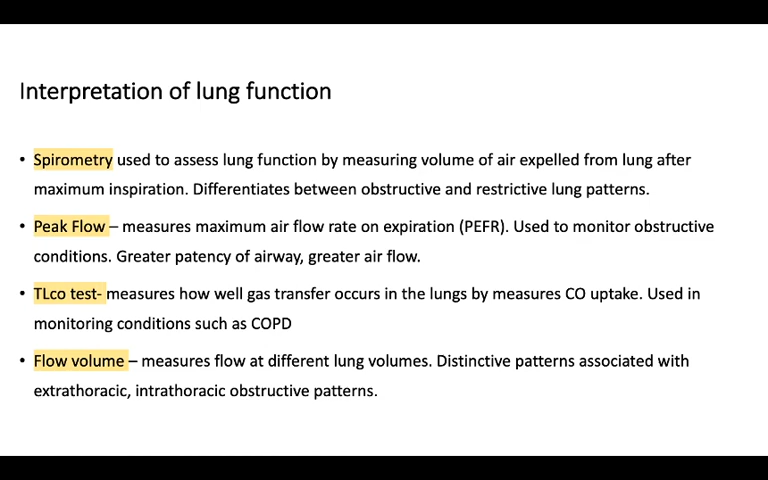 Interpretation of lung function
• Spirometry used to assess lung function by measuring volume of air expelled from lung after
maximum inspiration. Differentiates between obstructive and restrictive lung patterns.
• Peak Flow – measures maximum air flow rate on expiration (PEFR). Used to monitor obstructive
conditions. Greater patency of airway, greater air flow.
• TLco test- measures how well gas transfer occurs in the lungs by measures CO uptake. Used in
monitoring conditions such as COPD
• Flow volume – measures flow at different lung volumes. Distinctive patterns associated with
extrathoracic, intrathoracic obstructive patterns.